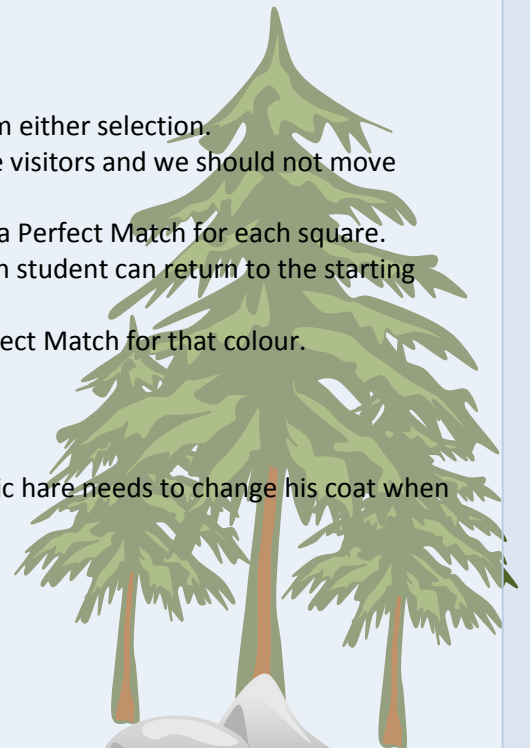 either selection.
visitors and we should not move
a Perfect Match for each square.
student can return to the starting
Match for that colour.
hare needs to change his coat when